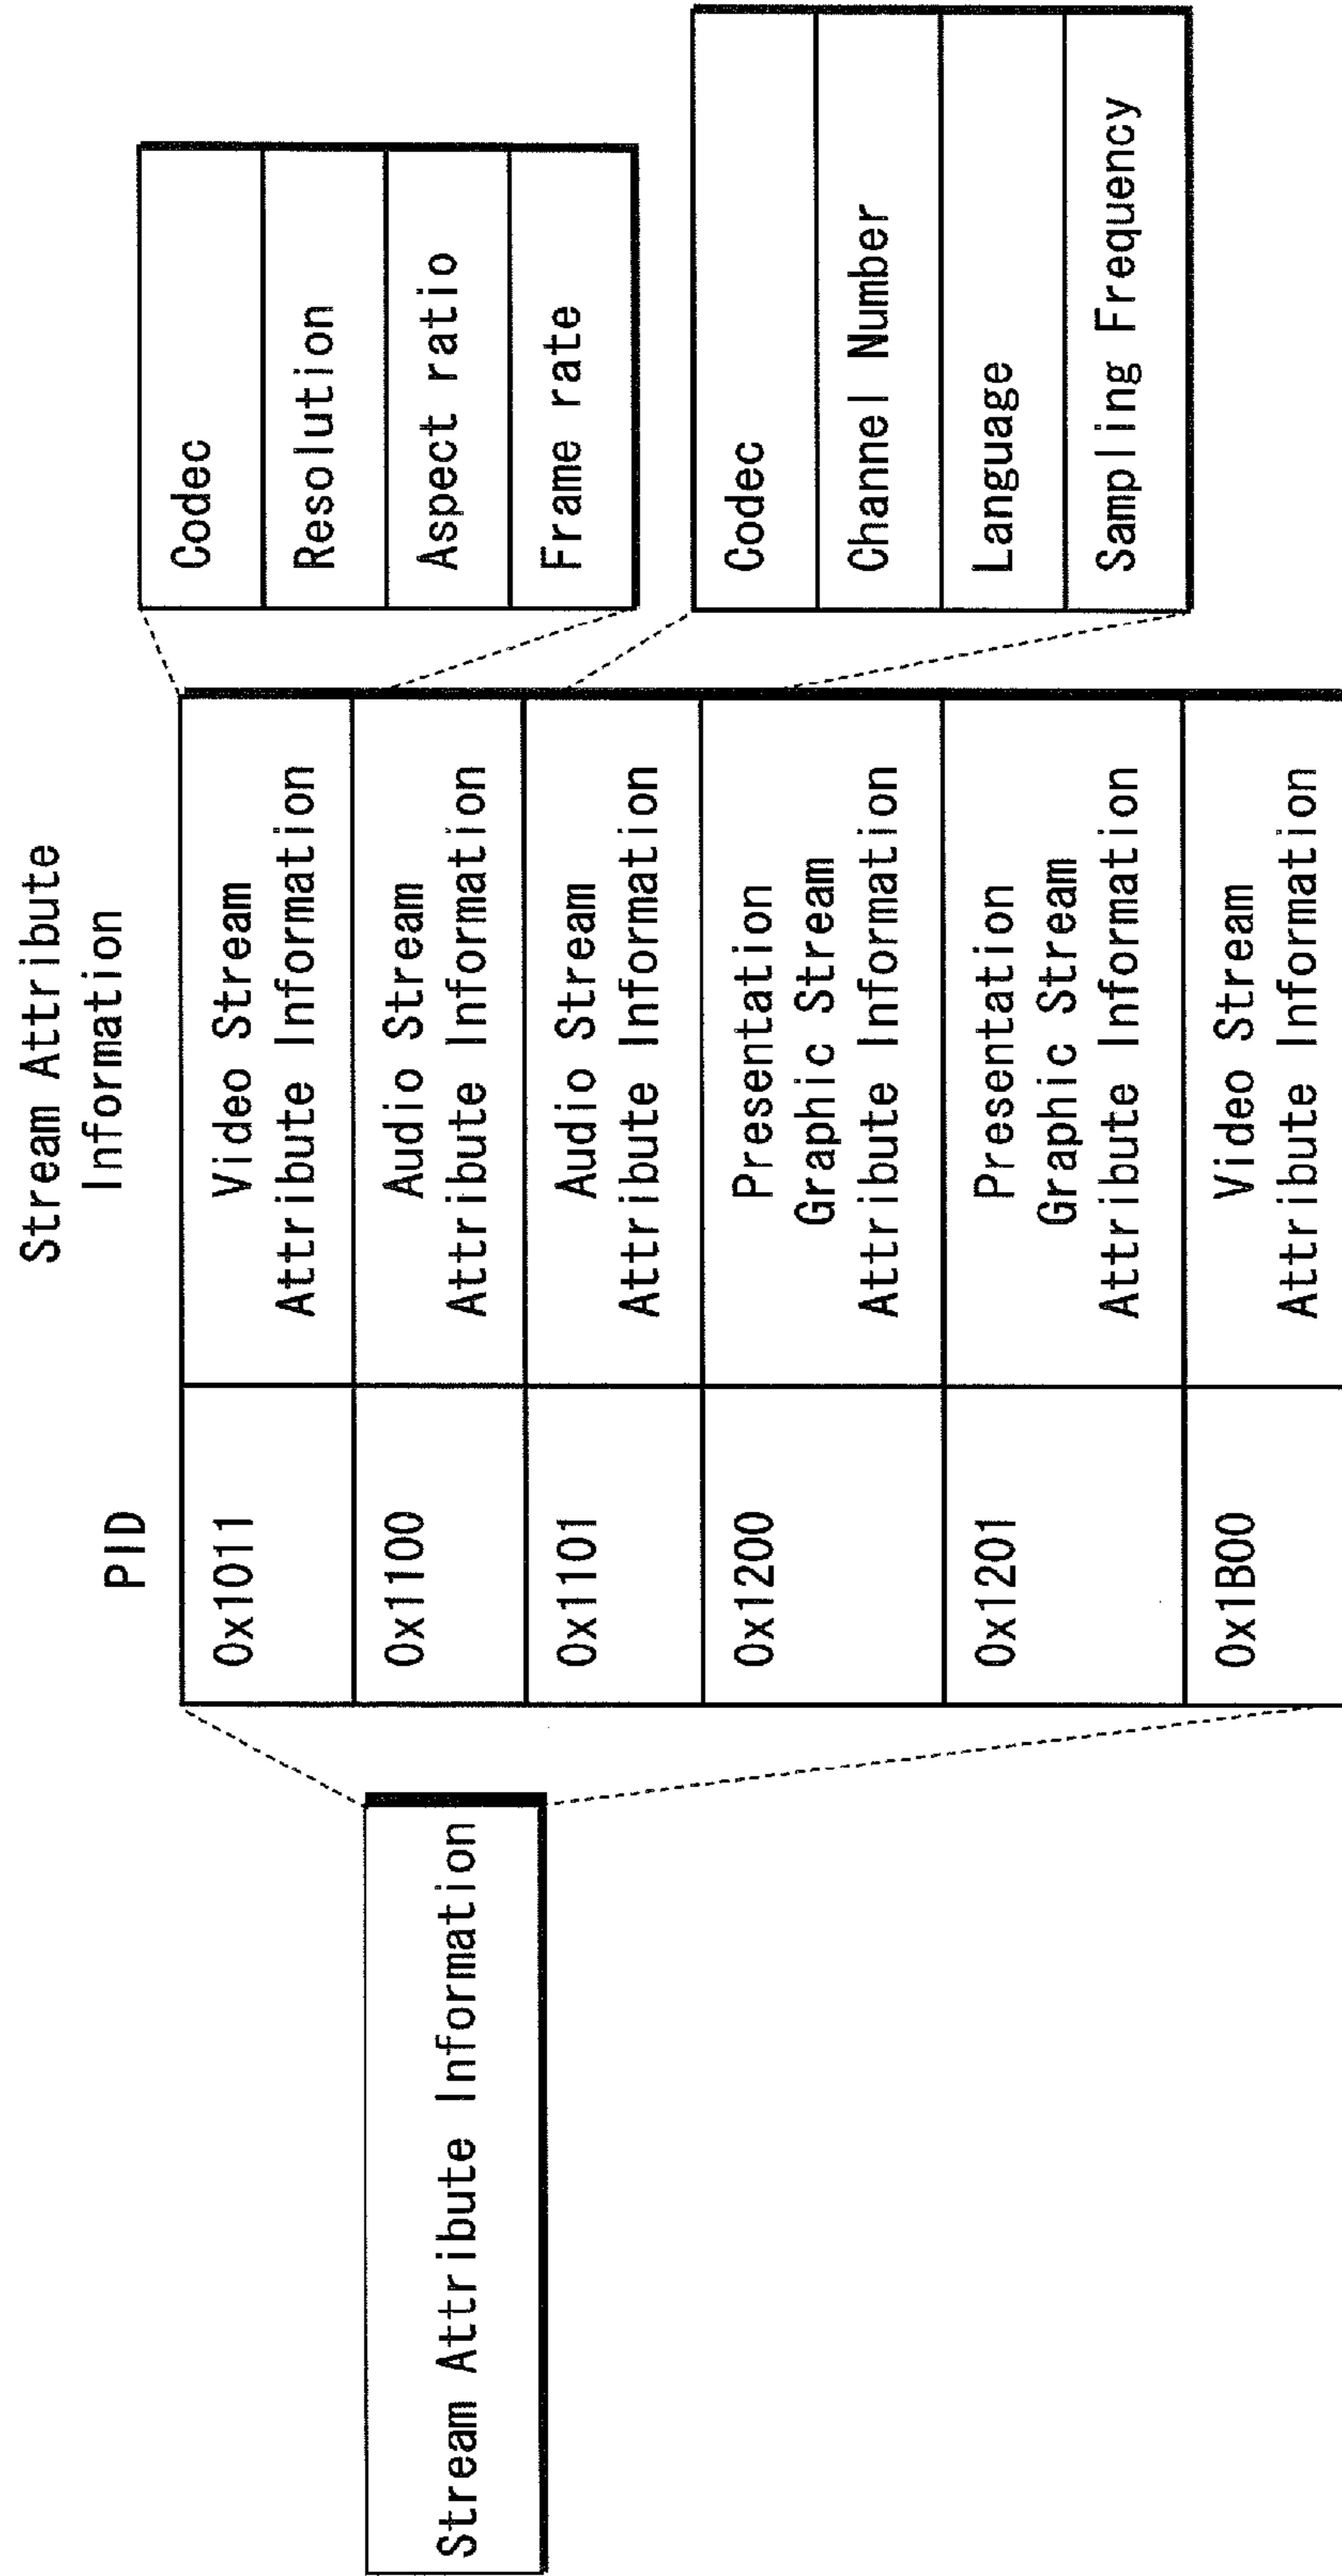 Stream Attribute Information
PID
Stream Attribute
Information
0x1011
Video Stream
Attribute Information
0x1100
Audio Stream
Attribute Information
0x1101
Audio Stream
Attribute Information
0x1200
Presentation
Graphic Stream
Attribute Information
0x1201
Presentation
Graphic Stream
Attribute Information
0x1B00
Video Stream
Attribute Information
Codec
Resolution
Aspect ratio
Frame rate
Codec
Channel Number
Language
Sampling Frequency